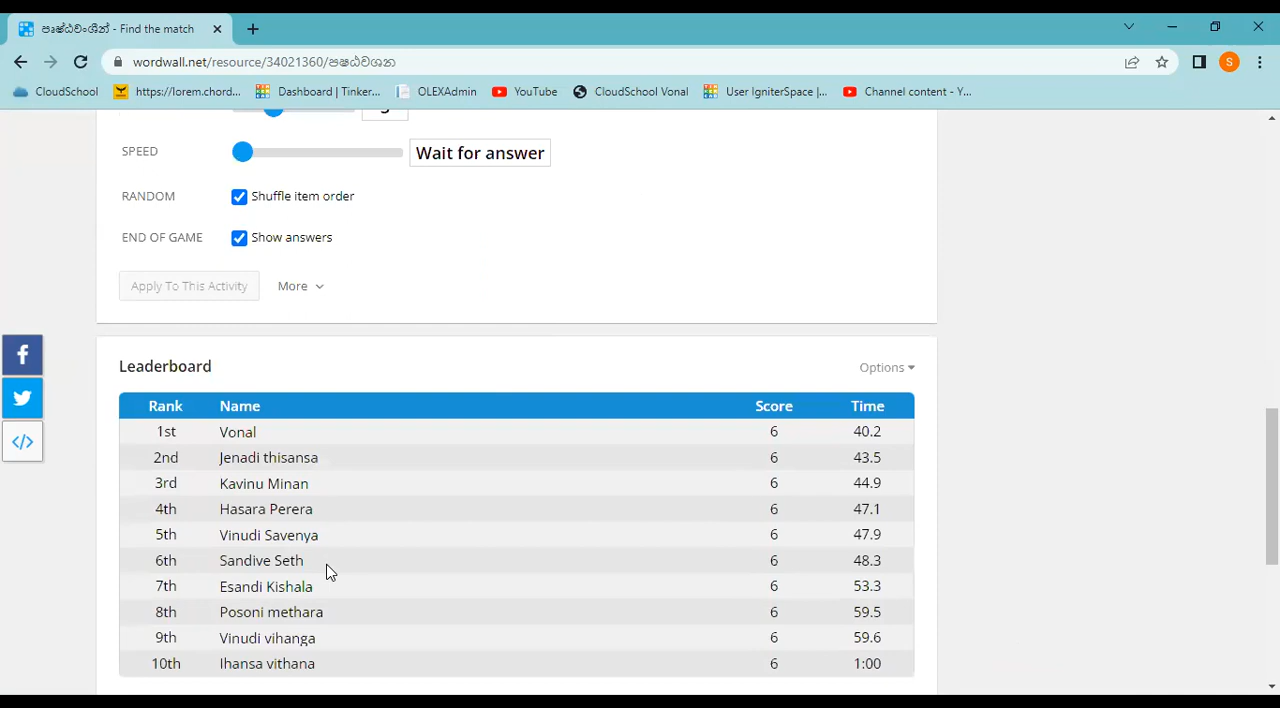 පෘෂ්ඨවංශීන් - Find the match
wordwall.net/resource/34021360/පෂඨවශන
S
CloudSchool https://lorem.chord... Dashboard | Tinker... OLEXAdmin YouTube CloudSchool Vonal User IgniterSpace |... Channel content - Y...
SPEED Wait for answer
RANDOM Shuffle item order
END OF GAME Show answers
Apply To This Activity More
Leaderboard Options
Rank Name Score Time
1st Vonal 6 40.2
2nd Jenadi thisansa 6 43.5
3rd Kavinu Minan 6 44.9
4th Hasara Perera 6 47.1
5th Vinudi Savenya 6 47.9
6th Sandive Seth 6 48.3
7th Esandi Kishala 6 53.3
8th Posoni methara 6 59.5
9th Vinudi vihanga 6 59.6
10th Ihansa vithana 6 1:00